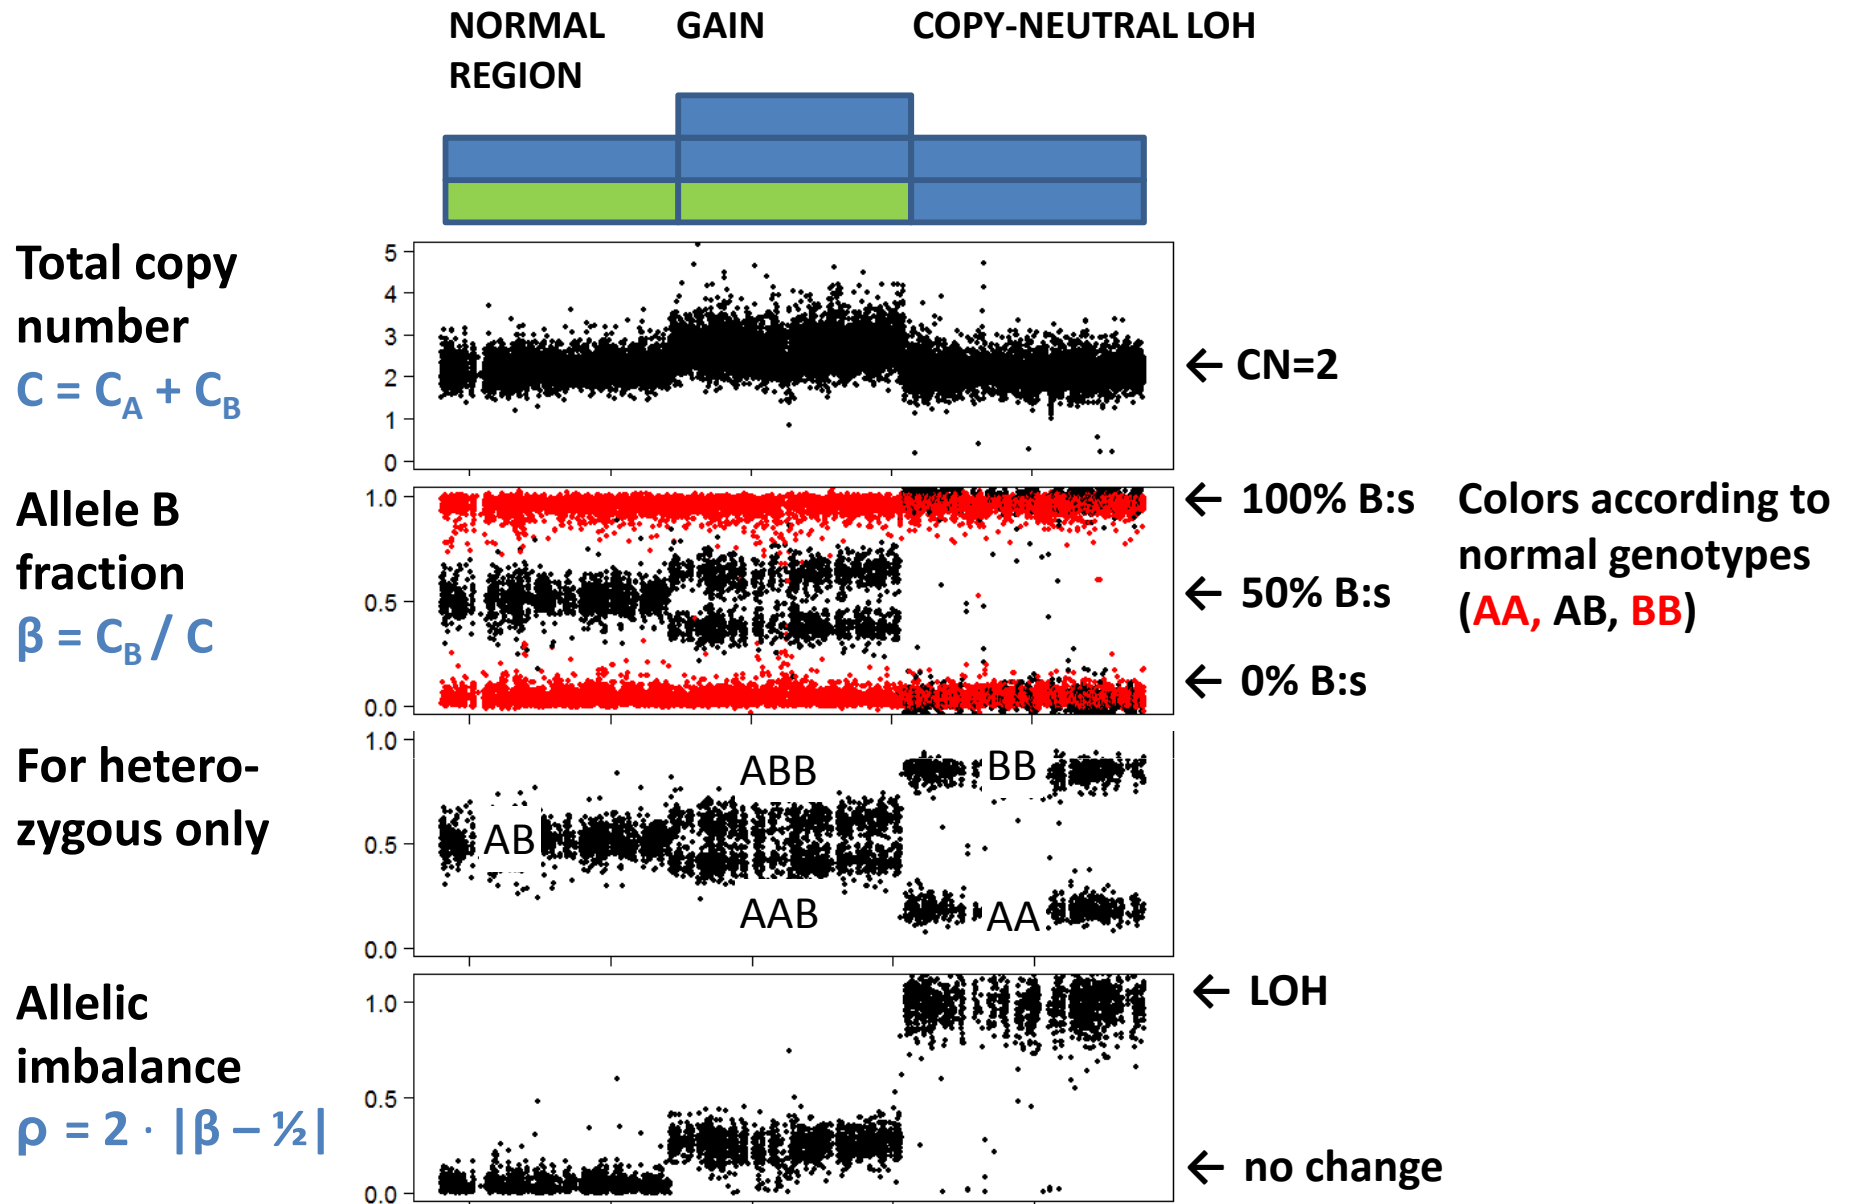 NORMAL GAIN COPY-NEUTRAL LOH
REGION
Total copy
number
C = C_A + C_B
5
4
3
2
1
0
← CN=2
Allele B
fraction
β = C_B / C
1.0
0.5
0.0
← 100% B:s
← 50% B:s
← 0% B:s
Colors according to
normal genotypes
(AA, AB, BB)
For hetero-
zygous only
1.0
0.5
0.0
AB
ABB
AAB
BB
AA
Allelic
imbalance
ρ = 2 · |β – ½|
1.0
0.5
0.0
← LOH
← no change